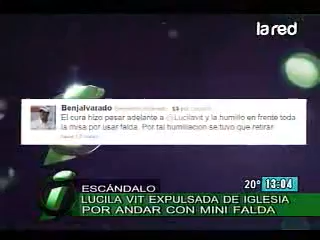 la red
Benjalvarado
El cura hizo pasar adelante a @Lucilavit y la humillo en frente toda
la misa por usar falda. Por tal humiliacion se tuvo que retirar.
20° 13:04
ESCÁNDALO
LUCILA VIT EXPULSADA DE IGLESIA
POR ANDAR CON MINI FALDA